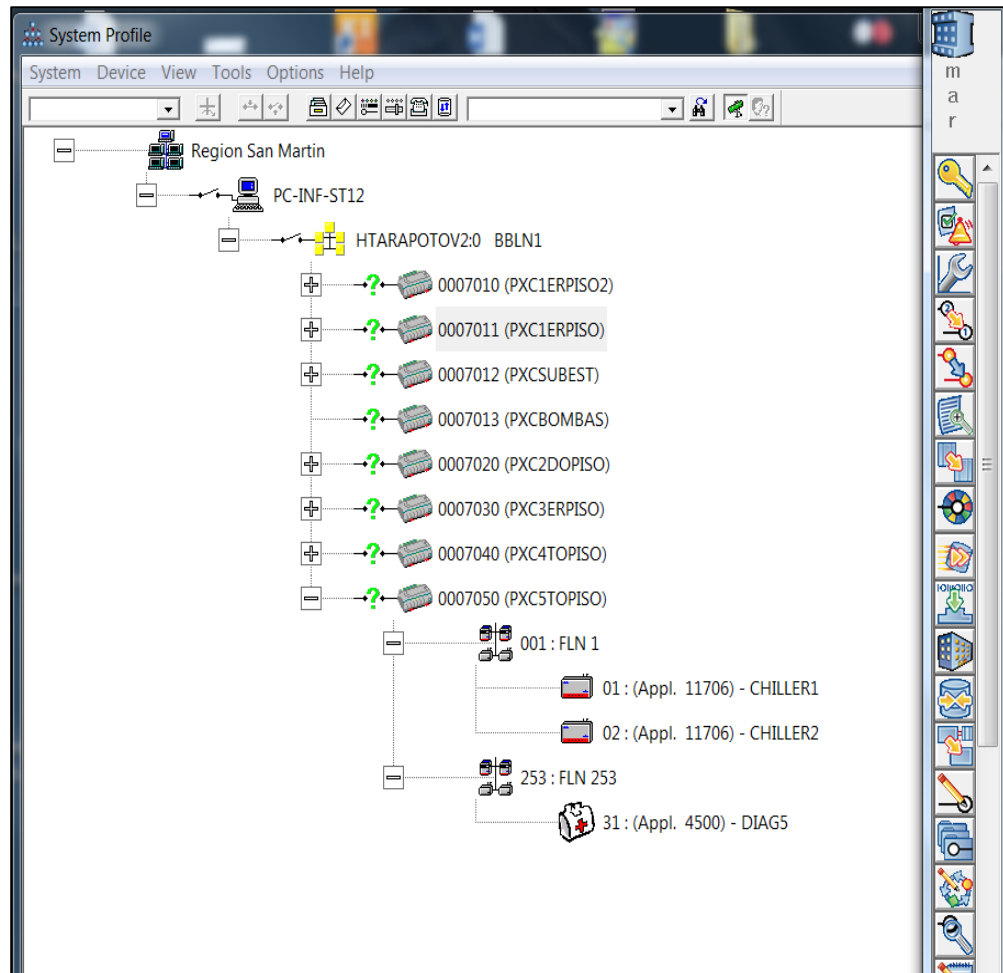 System Profile
System Device View Tools Options Help
Region San Martin
PC-INF-ST12
HTARAPOTOV2:0 BBLN1
0007010 (PXC1ERPISO2)
0007011 (PXC1ERPISO)
0007012 (PXCSUBEST)
0007013 (PXCBOMBAS)
0007020 (PXC2DOPISO)
0007030 (PXC3ERPISO)
0007040 (PXC4TOPISO)
0007050 (PXC5TOPISO)
001 : FLN 1
01 : (Appl. 11706) - CHILLER1
02 : (Appl. 11706) - CHILLER2
253 : FLN 253
31 : (Appl. 4500) - DIAG5
m
a
r